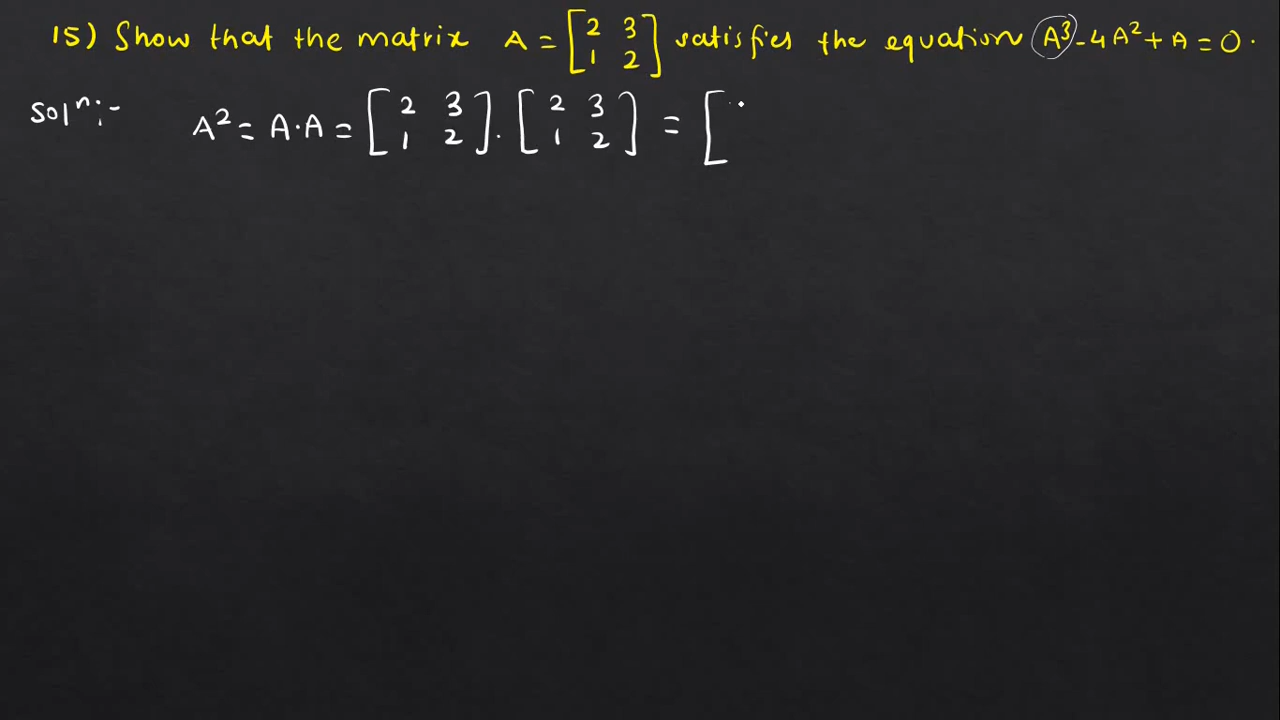 15) Show that the matrix A = [2 3; 1 2] satisfies the equation A³ - 4A² + A = 0.
Solⁿ:- A² = A·A = [2 3; 1 2] . [2 3; 1 2] = [